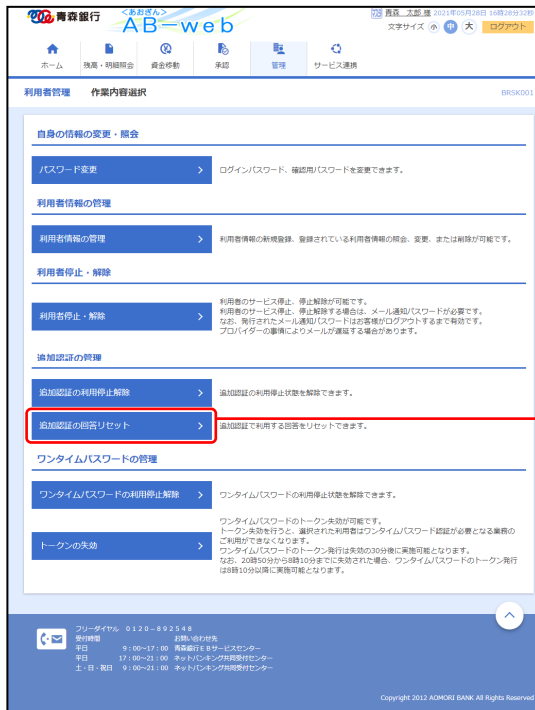 青森銀行
<あおぎん>
AB－web
青森 太郎 様 2021年05月28日 16時26分32秒
文字サイズ 小 中 大 ログアウト
ホーム 残高・明細照会 資金移動 承認 管理 サービス連携
利用者管理 作業内容選択 BRSK001
自身の情報の変更・照会
パスワード変更 ログインパスワード、確認用パスワードを変更できます。
利用者情報の管理
利用者情報の管理 利用者情報の新規登録、登録されている利用者情報の照会、変更、または削除が可能です。
利用者停止・解除
利用者停止・解除
利用者のサービス停止、停止解除が可能です。
利用者のサービス停止、停止解除する場合は、メール通知パスワードが必要です。
なお、発行されたメール通知パスワードはお客様がログアウトするまで有効です。
プロバイダーの事情によりメールが遅延する場合があります。
追加認証の管理
追加認証の利用停止解除 追加認証の利用停止状態を解除できます。
追加認証の回答リセット 追加認証で利用する回答をリセットできます。
ワンタイムパスワードの管理
ワンタイムパスワードの利用停止解除 ワンタイムパスワードの利用停止状態を解除できます。
トークンの失効
ワンタイムパスワードのトークン失効が可能です。
トークン失効を行うと、選択された利用者はワンタイムパスワード認証が必要となる業務の
ご利用ができなくなります。
ワンタイムパスワードのトークン発行は失効の30分後に実施可能となります。
なお、20時50分から8時10分までに失効された場合、ワンタイムパスワードのトークン発行
は8時10分以降に実施可能となります。
フリーダイヤル 0120－892548
受付時間 お問い合わせ先
平日 9：00～17：00 青森銀行ＥＢサービスセンター
平日 17：00～21：00 ネットバンキング共同受付センター
土・日・祝日 9：00～21：00 ネットバンキング共同受付センター
Copyright 2012 AOMORI BANK All Rights Reserved